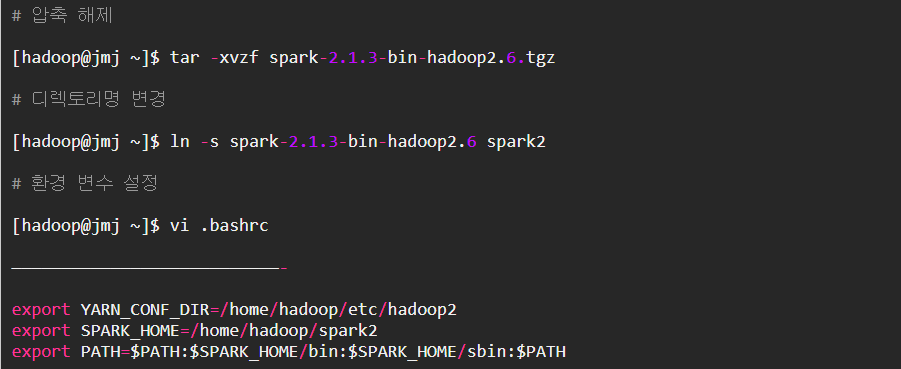 # 압축 해제
[hadoop@jmj ~]$ tar -xvzf spark-2.1.3-bin-hadoop2.6.tgz
# 디렉토리명 변경
[hadoop@jmj ~]$ ln -s spark-2.1.3-bin-hadoop2.6 spark2
# 환경 변수 설정
[hadoop@jmj ~]$ vi .bashrc
———————————————————————————-
export YARN_CONF_DIR=/home/hadoop/etc/hadoop2
export SPARK_HOME=/home/hadoop/spark2
export PATH=$PATH:$SPARK_HOME/bin:$SPARK_HOME/sbin:$PATH